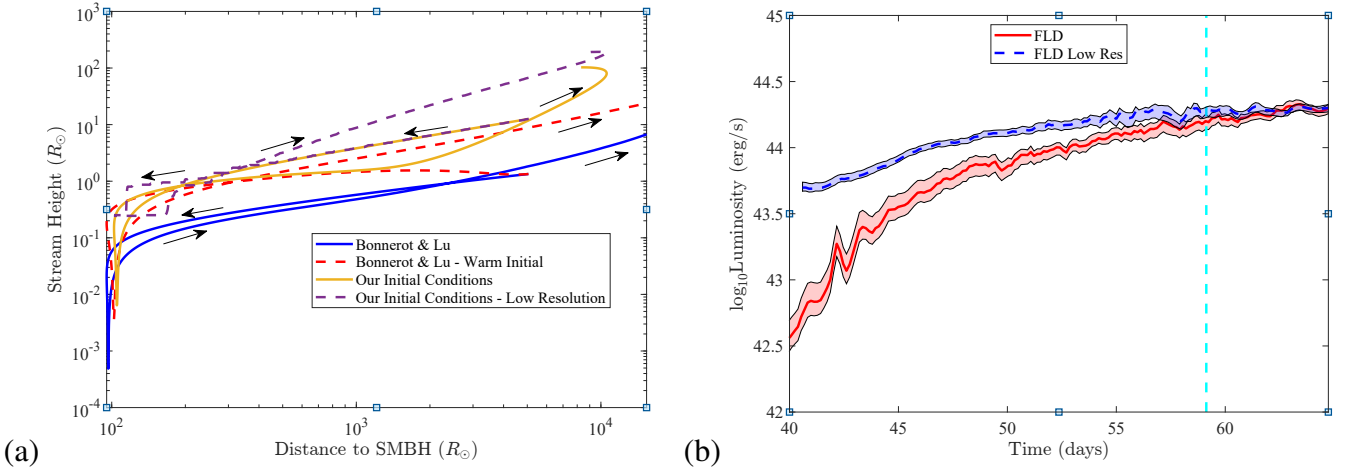 10^3
10^2
10^1
10^0
10^-1
10^-2
10^-3
10^-4
Stream Height (R⊙)
Bonnerot & Lu
Bonnerot & Lu - Warm Initial
Our Initial Conditions
Our Initial Conditions - Low Resolution
10^2
10^3
10^4
Distance to SMBH (R⊙)
(a)
45
44.5
44
43.5
43
42.5
42
log10Luminosity (erg/s)
FLD
FLD Low Res
40
45
50
55
60
Time (days)
(b)